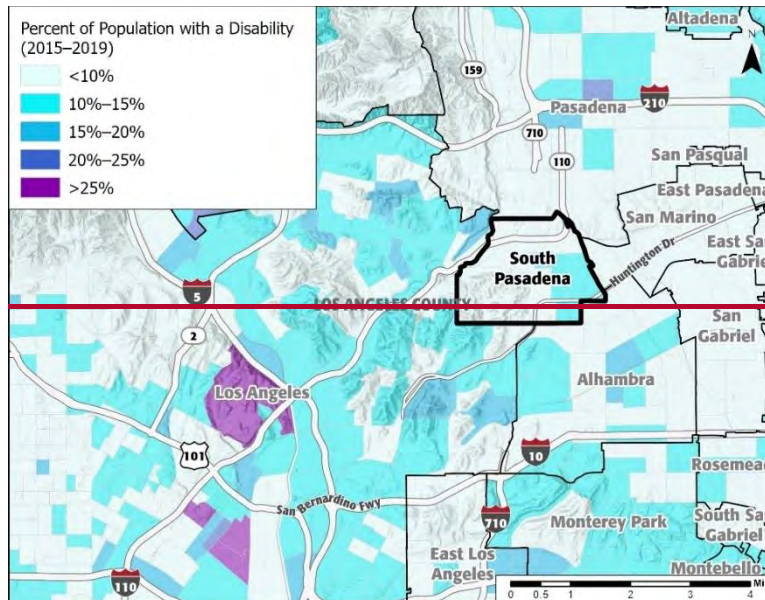 Percent of Population with a Disability
(2015–2019)
<10%
10%–15%
15%–20%
20%–25%
>25%
Altadena
N
159
Pasadena
210
710
110
San Pasqual
East Pasadena
San Marino
South
Pasadena
Huntington Dr
East San
Gabriel
5
LOS ANGELES COUNTY
2
San
Gabriel
Los Angeles
Alhambra
101
10
Rosemead
San Bernardino Fwy
710
Monterey Park
South San
Gabriel
East Los
Angeles
Montebello
110
Mi
0 0.5 1 2 3 4